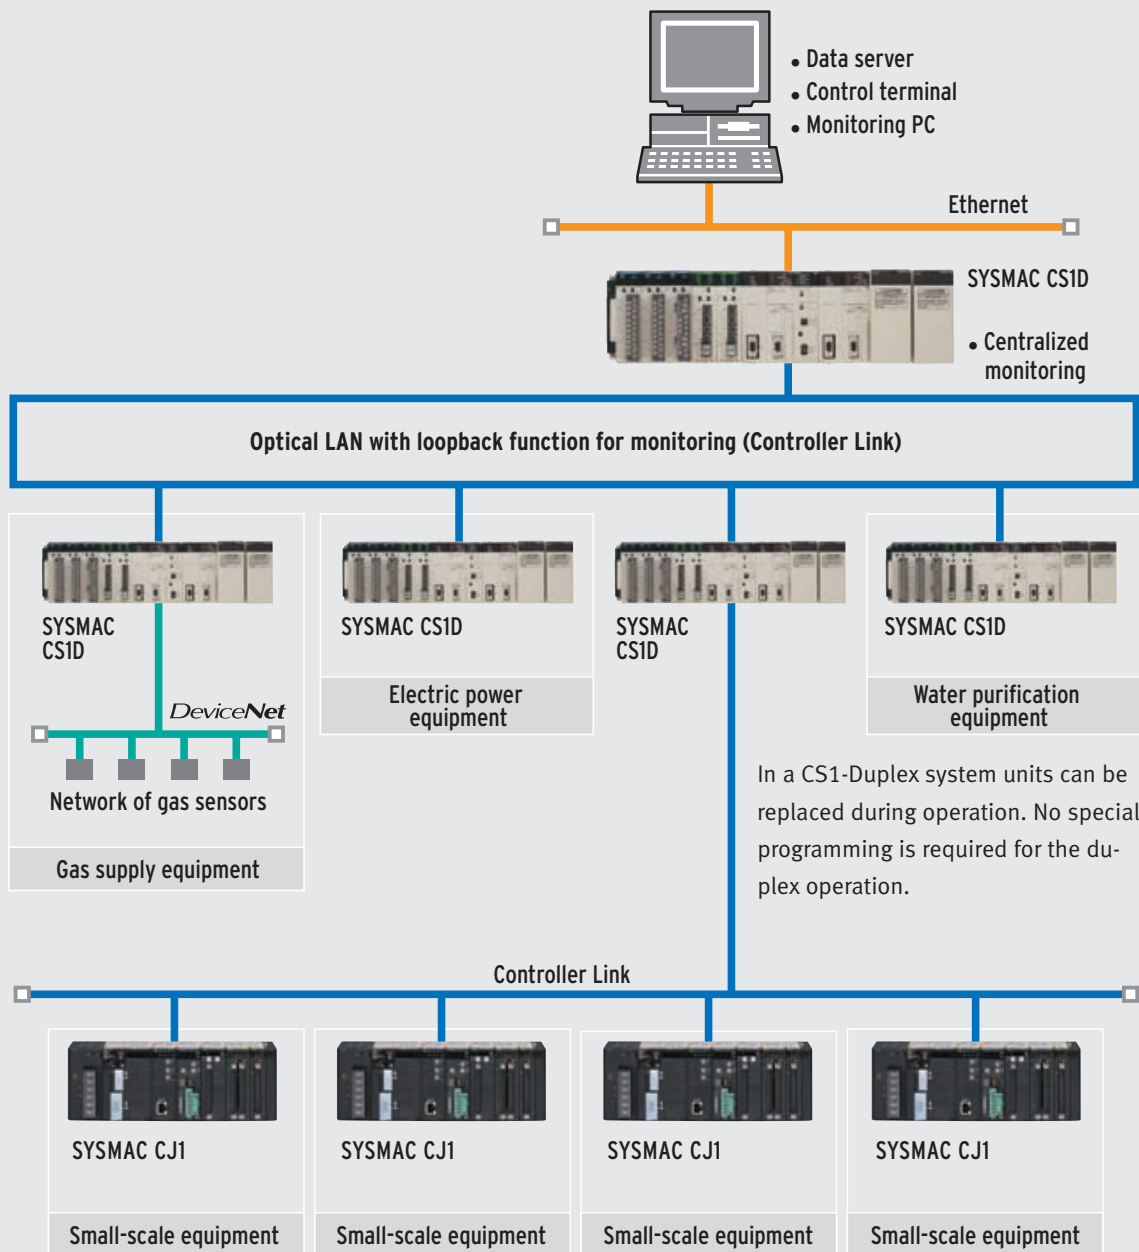 • Data server
• Control terminal
• Monitoring PC
Ethernet
SYSMAC CS1D
• Centralized
monitoring
Optical LAN with loopback function for monitoring (Controller Link)
SYSMAC
CS1D
DeviceNet
Network of gas sensors
Gas supply equipment
SYSMAC CS1D
Electric power
equipment
SYSMAC
CS1D
SYSMAC CS1D
Water purification
equipment
In a CS1-Duplex system units can be
replaced during operation. No special
programming is required for the du-
plex operation.
Controller Link
SYSMAC CJ1
Small-scale equipment
SYSMAC CJ1
Small-scale equipment
SYSMAC CJ1
Small-scale equipment
SYSMAC CJ1
Small-scale equipment